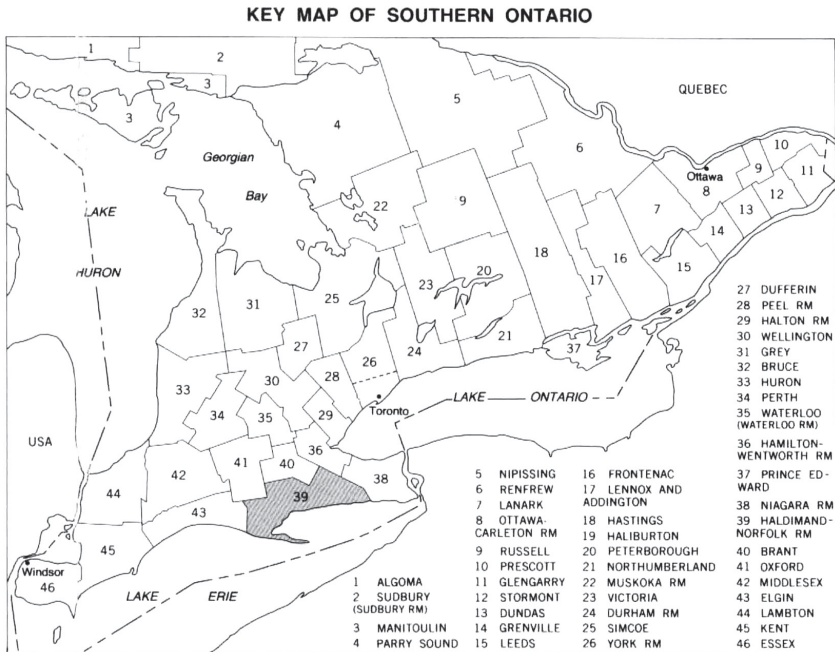 KEY MAP OF SOUTHERN ONTARIO
1
2
3
3
4
5
QUEBEC
6
Georgian
Bay
Ottawa
10
9
11
8
12
7
13
14
22
9
LAKE
HURON
18
16
17
15
23
20
25
31
32
21
37
24
27
26
28
30
33
34
35
29
Toronto
LAKE
ONTARIO
USA
36
41
40
42
38
39
44
43
45
Windsor
46
LAKE
ERIE
1 ALGOMA
2 SUDBURY
(SUDBURY RM)
3 MANITOULIN
4 PARRY SOUND
5 NIPISSING
6 RENFREW
7 LANARK
8 OTTAWA-
CARLETON RM
9 RUSSELL
10 PRESCOTT
11 GLENGARRY
12 STORMONT
13 DUNDAS
14 GRENVILLE
15 LEEDS
16 FRONTENAC
17 LENNOX AND
ADDINGTON
18 HASTINGS
19 HALIBURTON
20 PETERBOROUGH
21 NORTHUMBERLAND
22 MUSKOKA RM
23 VICTORIA
24 DURHAM RM
25 SIMCOE
26 YORK RM
27 DUFFERIN
28 PEEL RM
29 HALTON RM
30 WELLINGTON
31 GREY
32 BRUCE
33 HURON
34 PERTH
35 WATERLOO
(WATERLOO RM)
36 HAMILTON-
WENTWORTH RM
37 PRINCE ED-
WARD
38 NIAGARA RM
39 HALDIMAND-
NORFOLK RM
40 BRANT
41 OXFORD
42 MIDDLESEX
43 ELGIN
44 LAMBTON
45 KENT
46 ESSEX